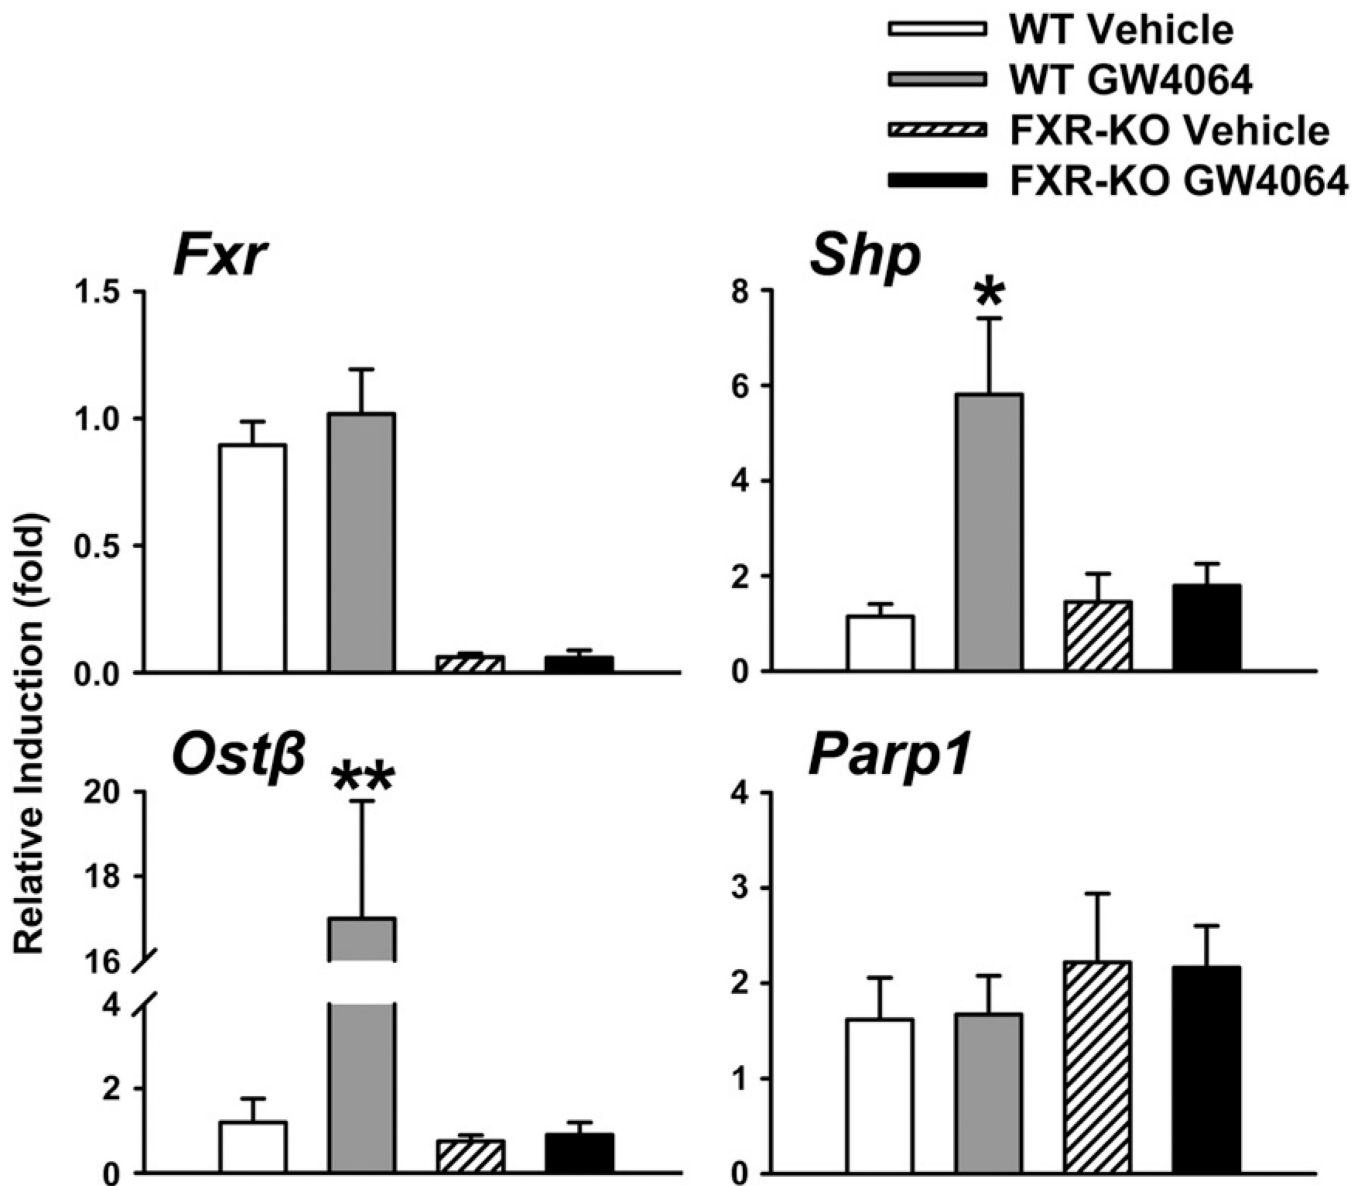 WT Vehicle
WT GW4064
FXR-KO Vehicle
FXR-KO GW4064
Relative Induction (fold)
Fxr
1.5
1.0
0.5
0.0
Shp
*
8
6
4
2
0
Ostβ
**
20
18
16
4
2
0
Parp1
4
3
2
1
0